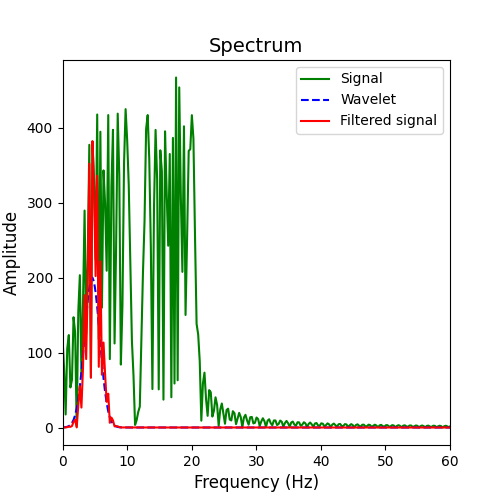 Spectrum
Signal
Wavelet
Filtered signal
Amplitude
400
300
200
100
0
0 10 20 30 40 50 60
Frequency (Hz)